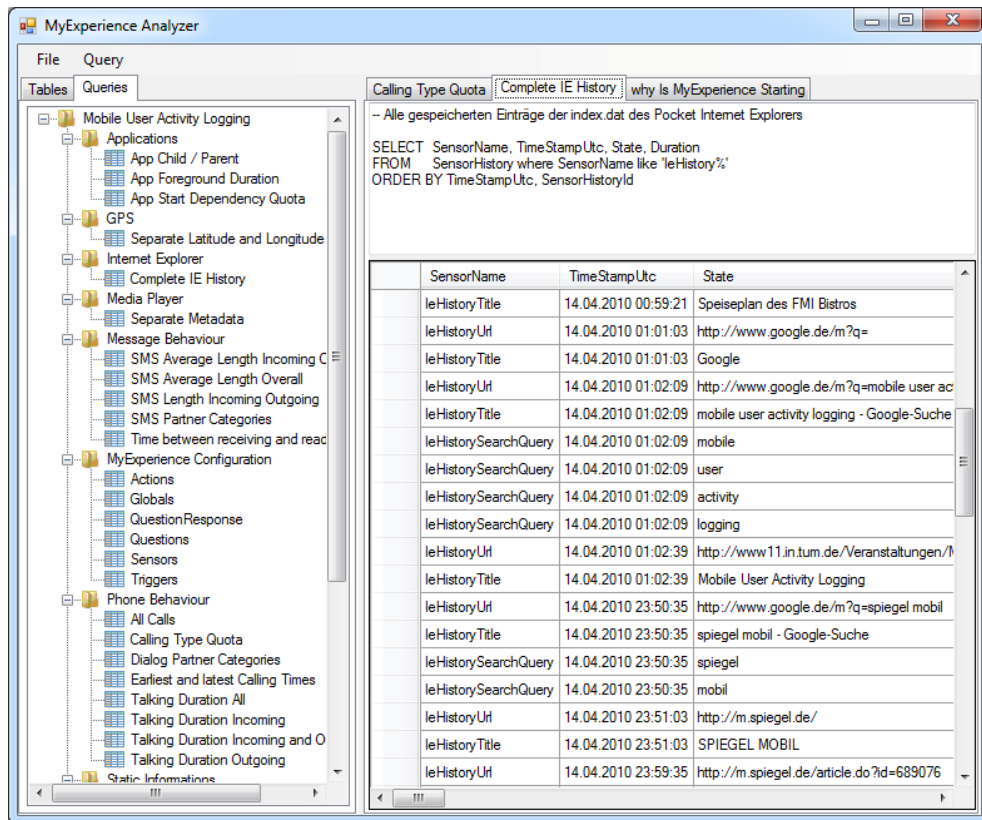 MyExperience Analyzer
File Query
Tables Queries
Mobile User Activity Logging
Applications
App Child / Parent
App Foreground Duration
App Start Dependency Quota
GPS
Separate Latitude and Longitude
Internet Explorer
Complete IE History
Media Player
Separate Metadata
Message Behaviour
SMS Average Length Incoming
SMS Average Length Overall
SMS Length Incoming Outgoing
SMS Partner Categories
Time between receiving and read
MyExperience Configuration
Actions
Globals
QuestionResponse
Questions
Sensors
Triggers
Phone Behaviour
All Calls
Calling Type Quota
Dialog Partner Categories
Earliest and latest Calling Times
Talking Duration All
Talking Duration Incoming
Talking Duration Incoming and O
Talking Duration Outgoing
Static Informations
Calling Type Quota Complete IE History why Is MyExperience Starting
-- Alle gespeicherten Einträge der index.dat des Pocket Internet Explorers
SELECT SensorName, TimeStampUtc, State, Duration
FROM SensorHistory where SensorName like 'IeHistory%'
ORDER BY TimeStampUtc, SensorHistoryId
SensorName TimeStampUtc State
IeHistoryTitle 14.04.2010 00:59:21 Speiseplan des FMI Bistros
IeHistoryUrl 14.04.2010 01:01:03 http://www.google.de/m?q=
IeHistoryTitle 14.04.2010 01:01:03 Google
IeHistoryUrl 14.04.2010 01:02:09 http://www.google.de/m?q=mobile user act
IeHistoryTitle 14.04.2010 01:02:09 mobile user activity logging - Google-Suche
IeHistorySearchQuery 14.04.2010 01:02:09 mobile
IeHistorySearchQuery 14.04.2010 01:02:09 user
IeHistorySearchQuery 14.04.2010 01:02:09 activity
IeHistorySearchQuery 14.04.2010 01:02:09 logging
IeHistoryUrl 14.04.2010 01:02:39 http://www11.in.tum.de/Veranstaltungen/
IeHistoryTitle 14.04.2010 01:02:39 Mobile User Activity Logging
IeHistoryUrl 14.04.2010 23:50:35 http://www.google.de/m?q=spiegel mobil
IeHistoryTitle 14.04.2010 23:50:35 spiegel mobil - Google-Suche
IeHistorySearchQuery 14.04.2010 23:50:35 spiegel
IeHistorySearchQuery 14.04.2010 23:50:35 mobil
IeHistoryUrl 14.04.2010 23:51:03 http://m.spiegel.de/
IeHistoryTitle 14.04.2010 23:51:03 SPIEGEL MOBIL
IeHistoryUrl 14.04.2010 23:59:35 http://m.spiegel.de/article.do?id=689076